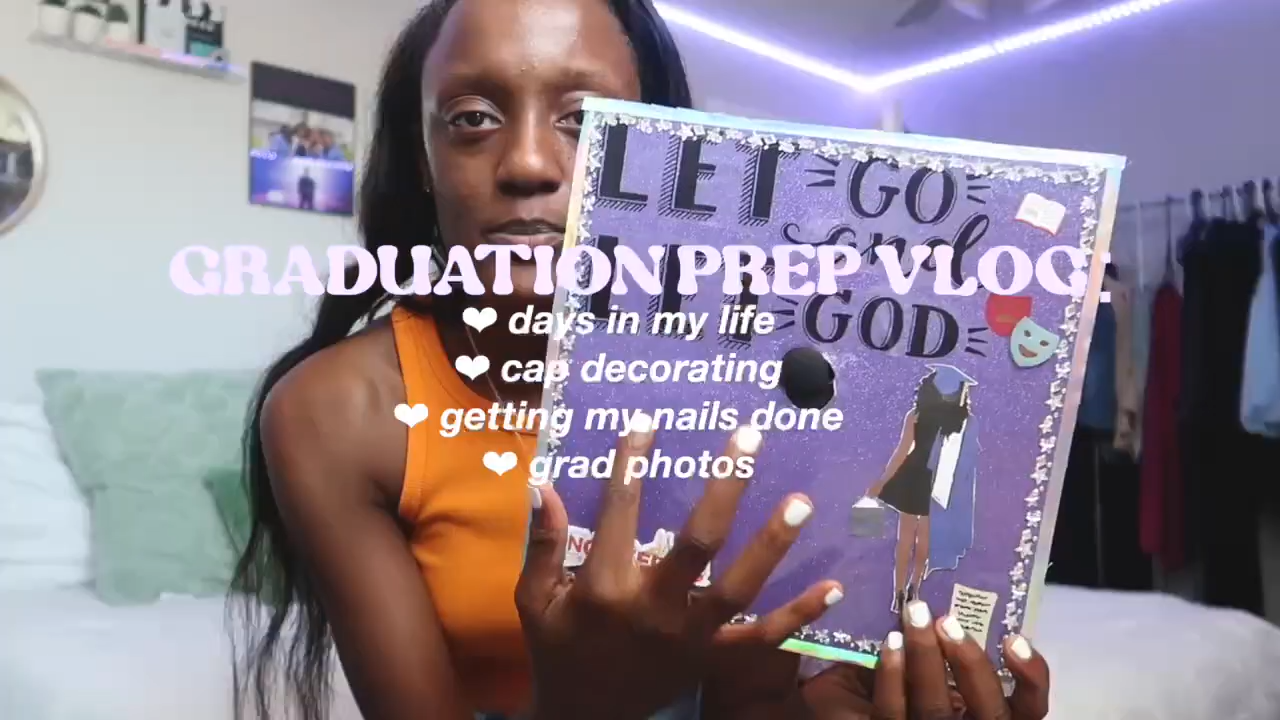 LET GO
and
LET GOD
GRADUATION PREP VLOG:
❤ days in my life
❤ cap decorating
❤ getting my nails done
❤ grad photos